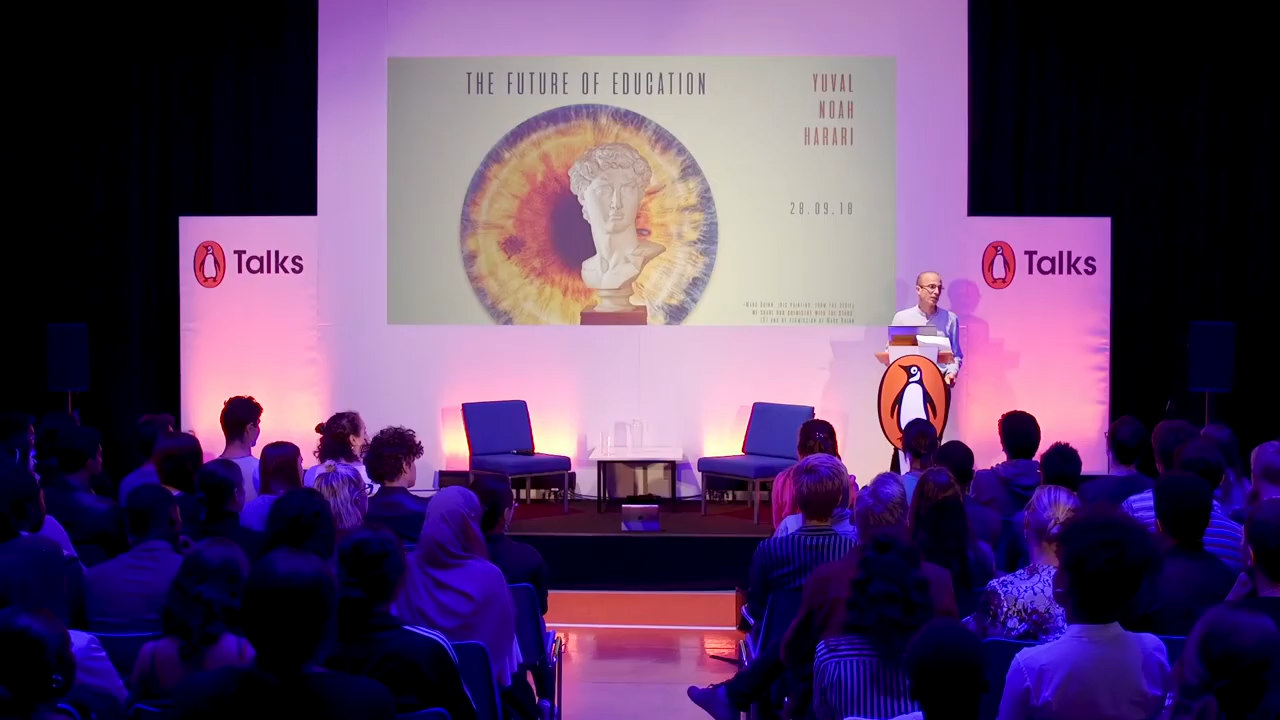 THE FUTURE OF EDUCATION
YUVAL
NOAH
HARARI
28.09.18
Talks
Talks